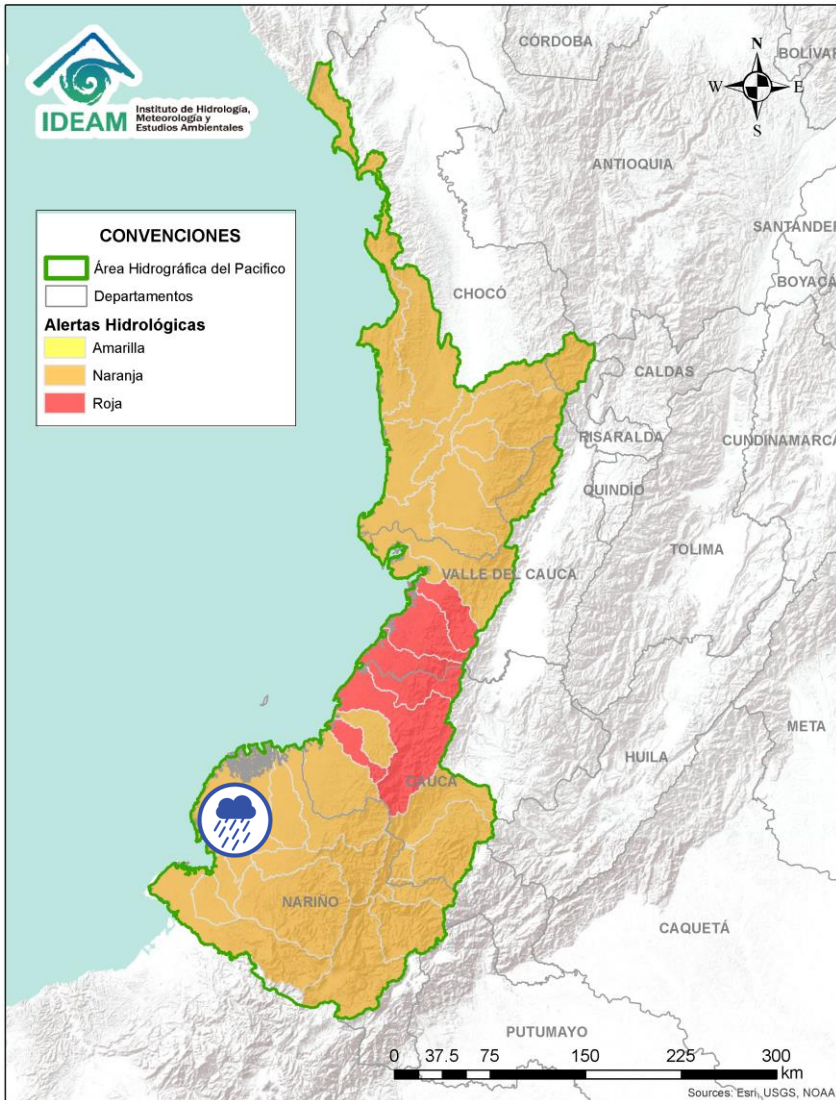 IDEAM
Instituto de Hidrología,
Meteorología y
Estudios Ambientales
CÓRDOBA
BOLÍVAR
N
W
E
S
ANTIOQUIA
SANTANDER
BOYACÁ
CONVENCIONES
Área Hidrográfica del Pacifico
Departamentos
Alertas Hidrológicas
Amarilla
Naranja
Roja
CHOCÓ
CALDAS
RISARALDA
CUNDINAMARCA
QUINDÍO
TOLIMA
VALLE DEL CAUCA
META
HUILA
CAUCA
NARIÑO
CAQUETÁ
PUTUMAYO
0 37.5 75 150 225 300
km
Sources: Esri, USGS, NOAA